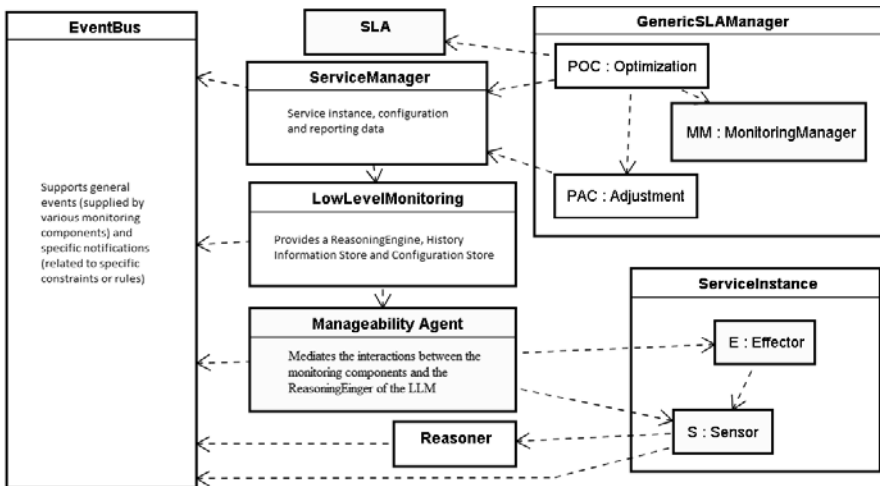 EventBus
Supports general
events (supplied by
various monitoring
components) and
specific notifications
(related to specific
constraints or rules)
SLA
ServiceManager
Service instance, configuration
and reporting data
LowLevelMonitoring
Provides a ReasoningEngine, History
Information Store and Configuration Store
Manageability Agent
Mediates the interactions between the
monitoring components and the
ReasoningEinger of the LLM
Reasoner
GenericSLAManager
POC : Optimization
MM : MonitoringManager
PAC : Adjustment
ServiceInstance
E : Effector
S : Sensor